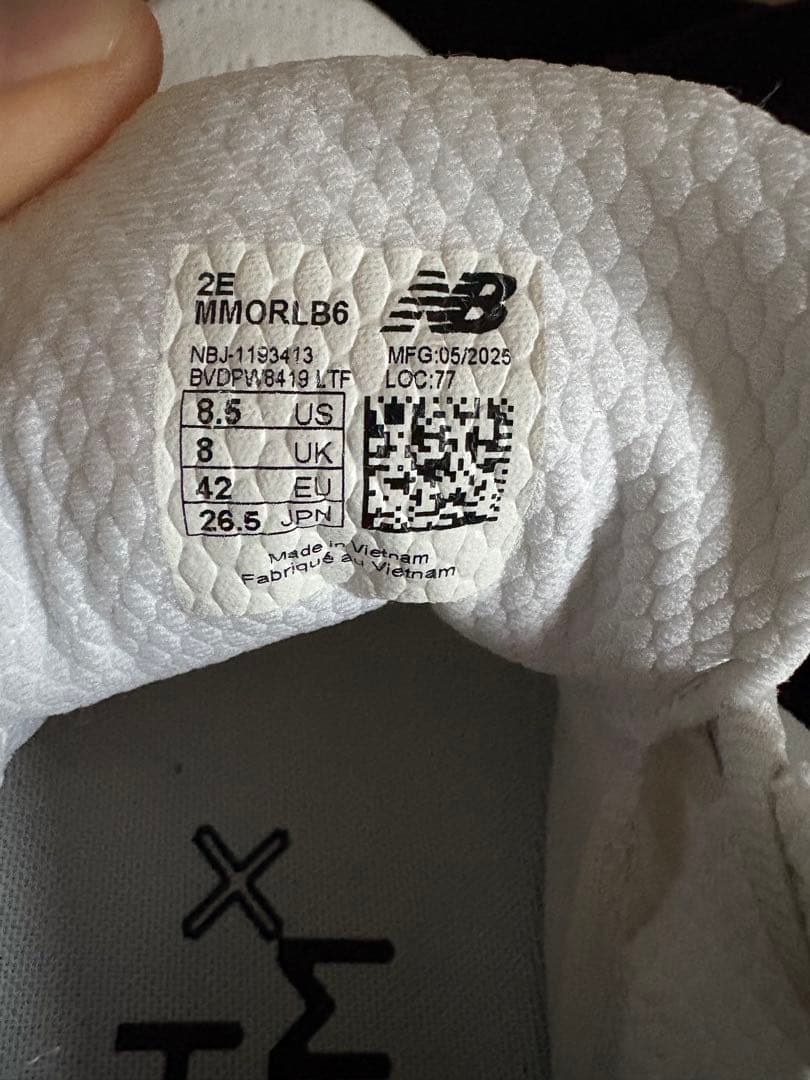 2E
MMORLB6
NB
NBJ-1193413
MFG:05/2025
BVDPW8419 LTF
LOC:77
8.5 US
8 UK
42 EU
26.5 JPN
Made in Vietnam
Fabriqué au Vietnam
X